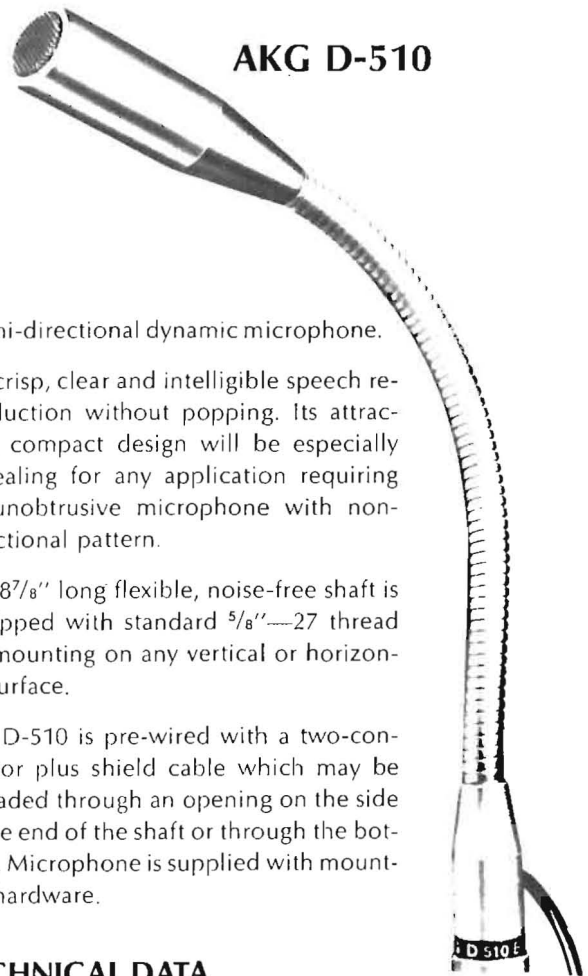 AKG D-510
ni-directional dynamic microphone.
crisp, clear and intelligible speech re-
duction without popping. Its attrac-
compact design will be especially
ealing for any application requiring
unobtrusive microphone with non-
ctional pattern.
8⁷/₈″ long flexible, noise-free shaft is
pped with standard ⁵/₈″—27 thread
mounting on any vertical or horizon-
urface.
D-510 is pre-wired with a two-con-
or plus shield cable which may be
aded through an opening on the side
e end of the shaft or through the bot-
Microphone is supplied with mount-
hardware.
D 510 E
CHNICAL DATA